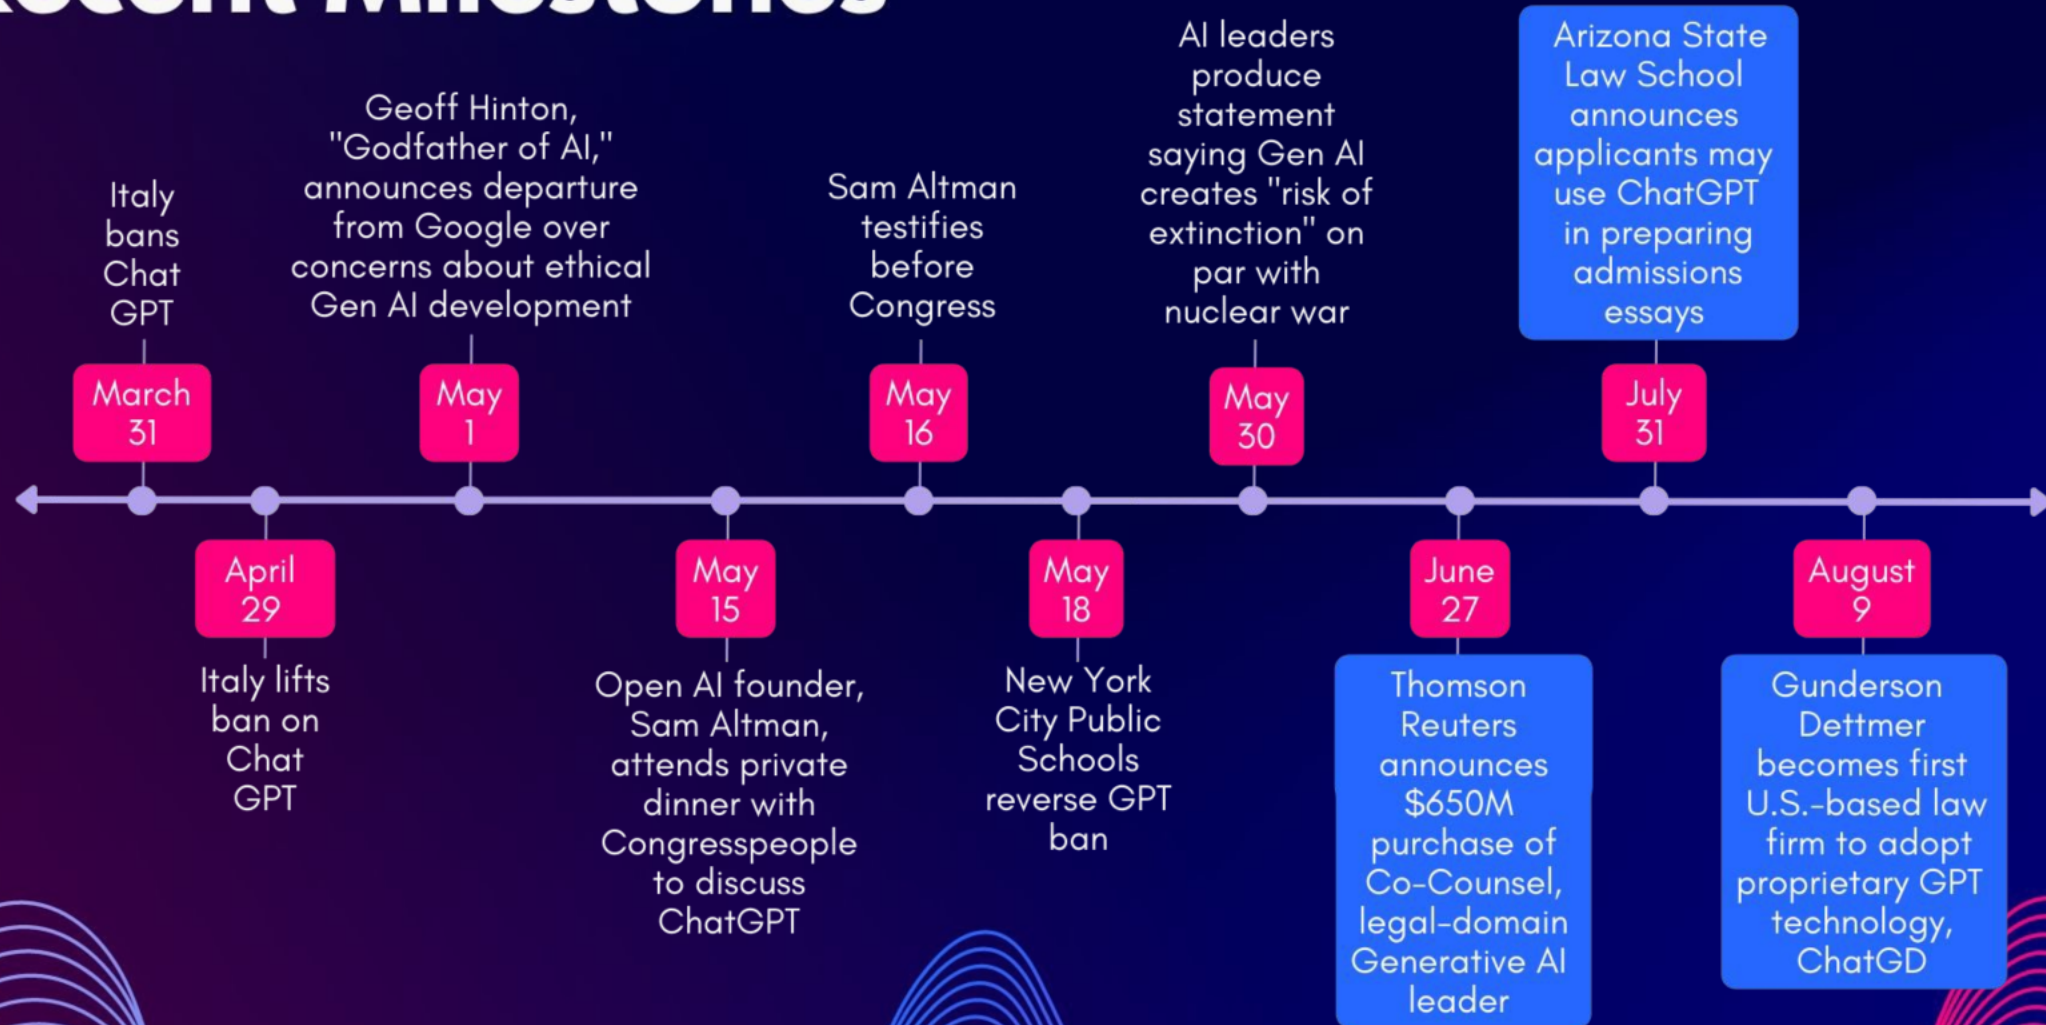 Recent Milestones
Italy
bans
Chat
GPT
March
31
April
29
Italy lifts
ban on
Chat
GPT
Geoff Hinton,
"Godfather of AI,"
announces departure
from Google over
concerns about ethical
Gen AI development
May
1
May
15
Open AI founder,
Sam Altman,
attends private
dinner with
Congresspeople
to discuss
ChatGPT
Sam Altman
testifies
before
Congress
May
16
May
18
New York
City Public
Schools
reverse GPT
ban
AI leaders
produce
statement
saying Gen AI
creates "risk of
extinction" on
par with
nuclear war
May
30
June
27
Thomson
Reuters
announces
$650M
purchase of
Co-Counsel,
legal-domain
Generative AI
leader
Arizona State
Law School
announces
applicants may
use ChatGPT
in preparing
admissions
essays
July
31
August
9
Gunderson
Dettmer
becomes first
U.S.-based law
firm to adopt
proprietary GPT
technology,
ChatGD